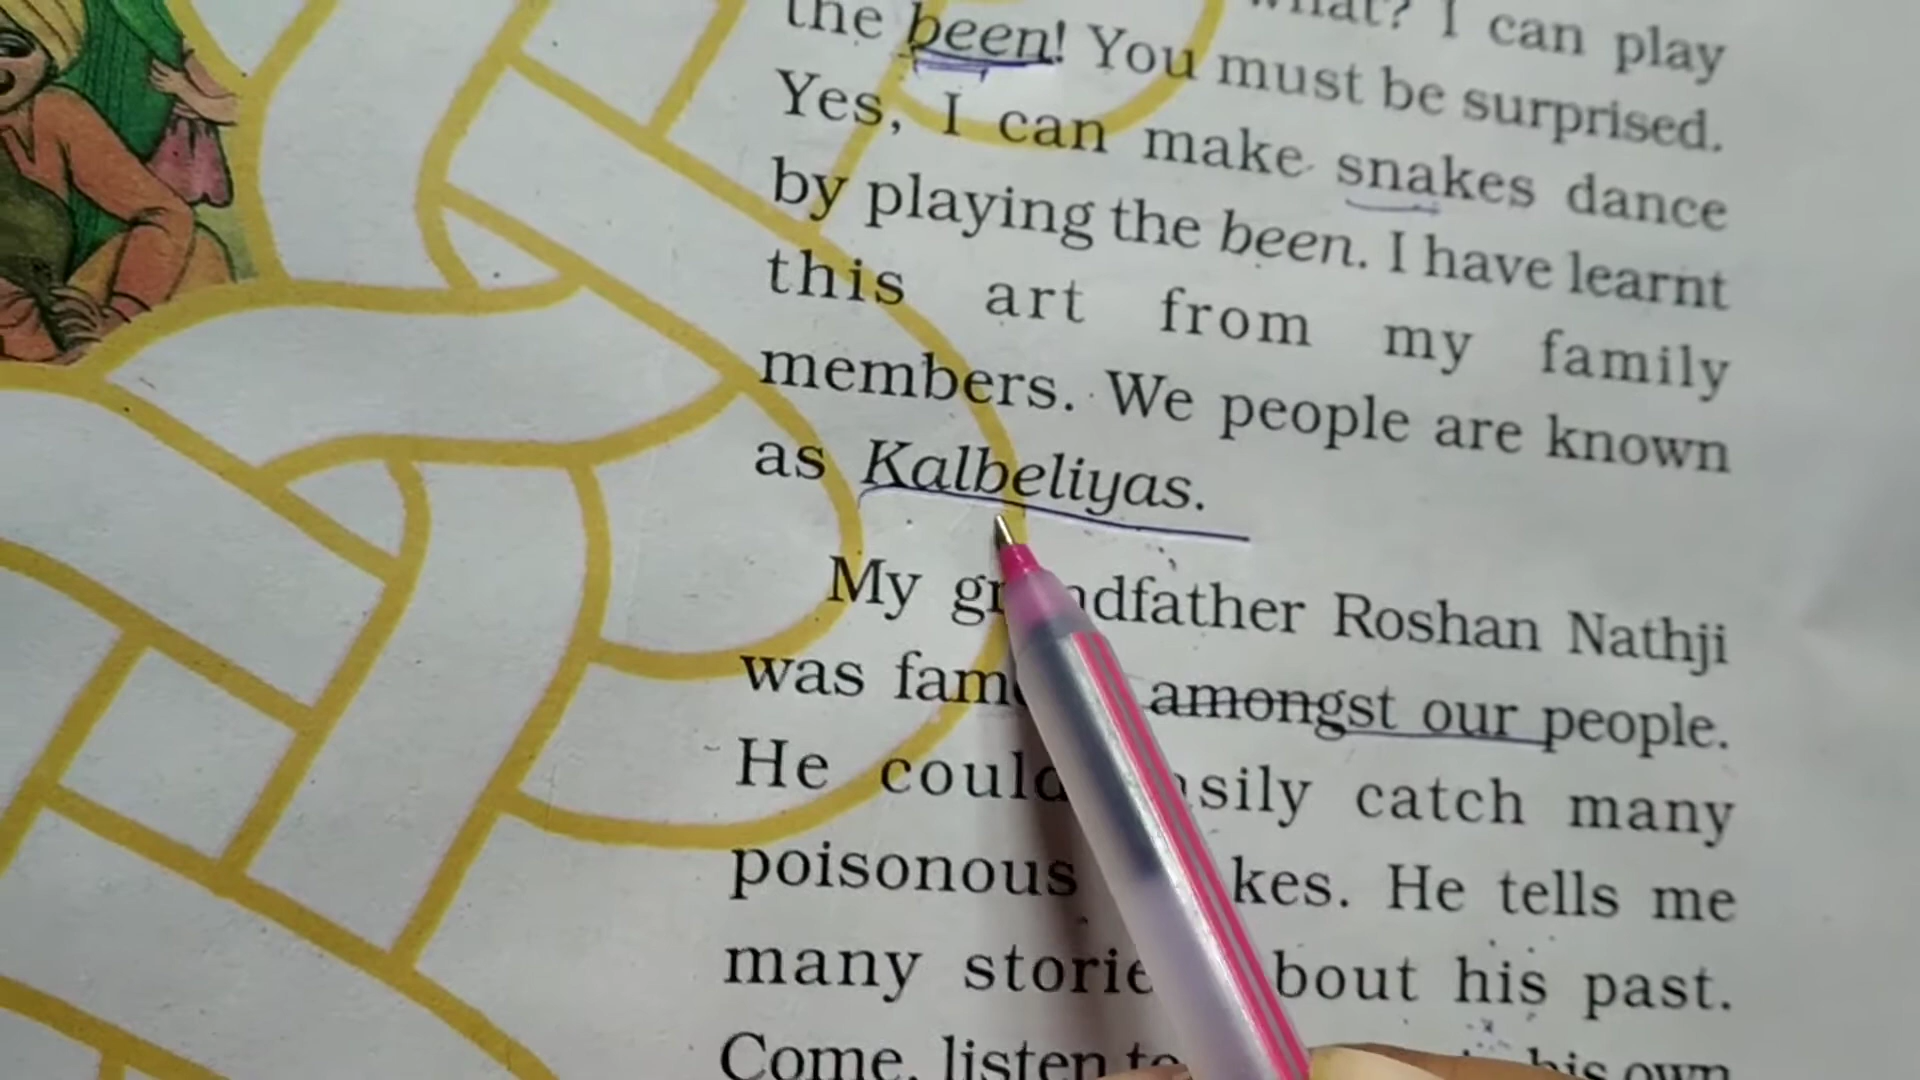 what? I can play
the been! You must be surprised.
Yes, I can make snakes dance
by playing the been. I have learnt
this art from my family
members. We people are known
as Kalbeliyas.
My grandfather Roshan Nathji
was amongst our people.
He could easily catch many
poisonous He tells me
many about his past.
Come, listen to his own